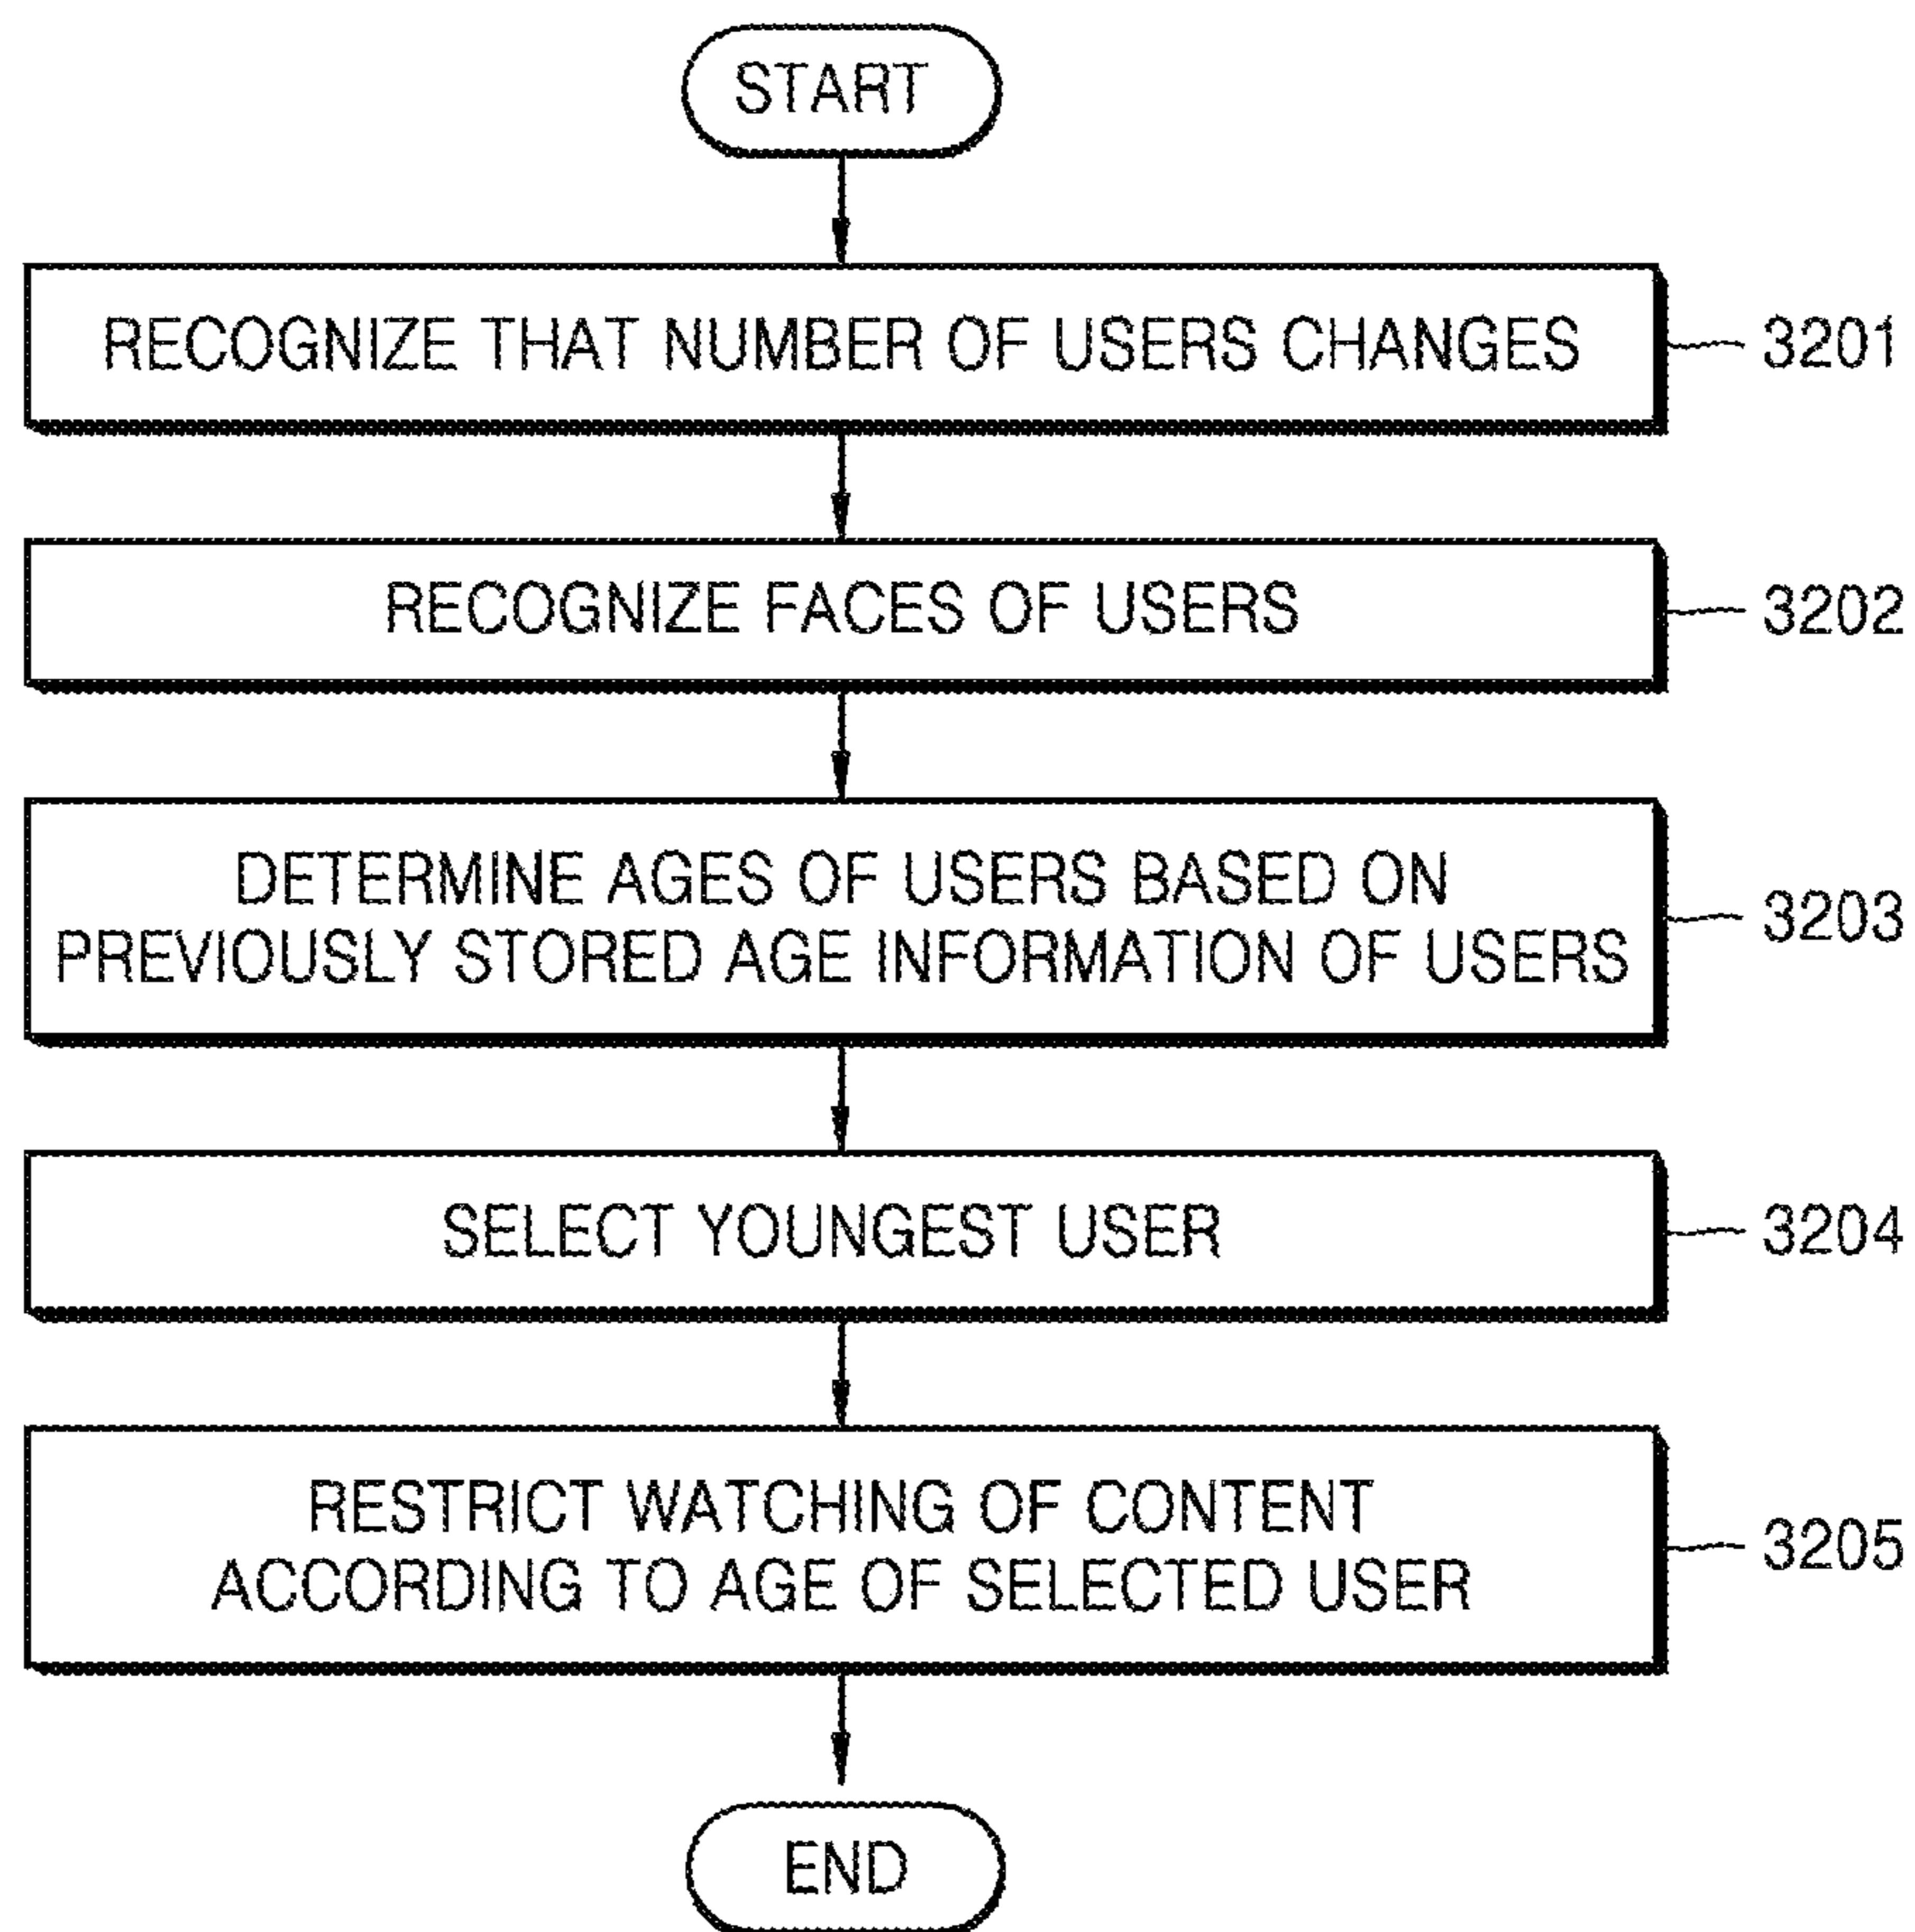 START
RECOGNIZE THAT NUMBER OF USERS CHANGES
3201
RECOGNIZE FACES OF USERS
3202
DETERMINE AGES OF USERS BASED ON
PREVIOUSLY STORED AGE INFORMATION OF USERS
3203
SELECT YOUNGEST USER
3204
RESTRICT WATCHING OF CONTENT
ACCORDING TO AGE OF SELECTED USER
3205
END